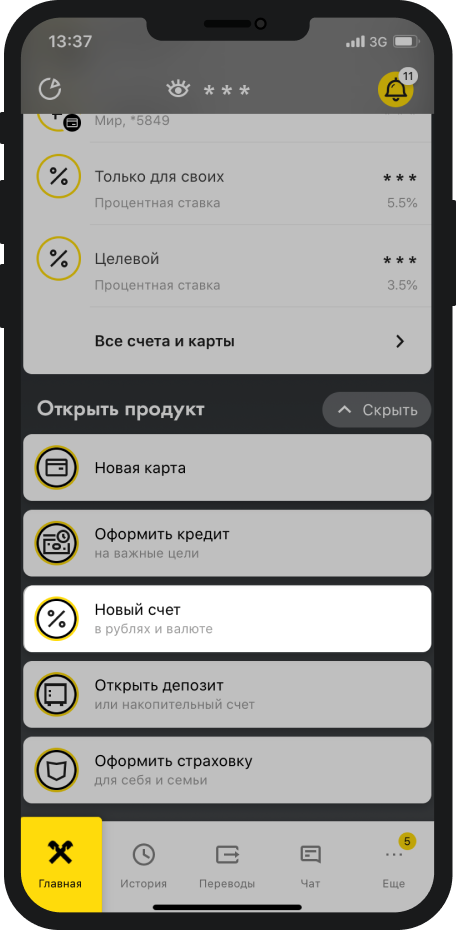 13:37
3G
* * *
11
Мир, *5849
Только для своих
* * *
Процентная ставка
5.5%
Целевой
* * *
Процентная ставка
3.5%
Все счета и карты
Открыть продукт
Скрыть
Новая карта
Оформить кредит
на важные цели
Новый счет
в рублях и валюте
Открыть депозит
или накопительный счет
Оформить страховку
для себя и семьи
5
Главная
История
Переводы
Чат
Еще